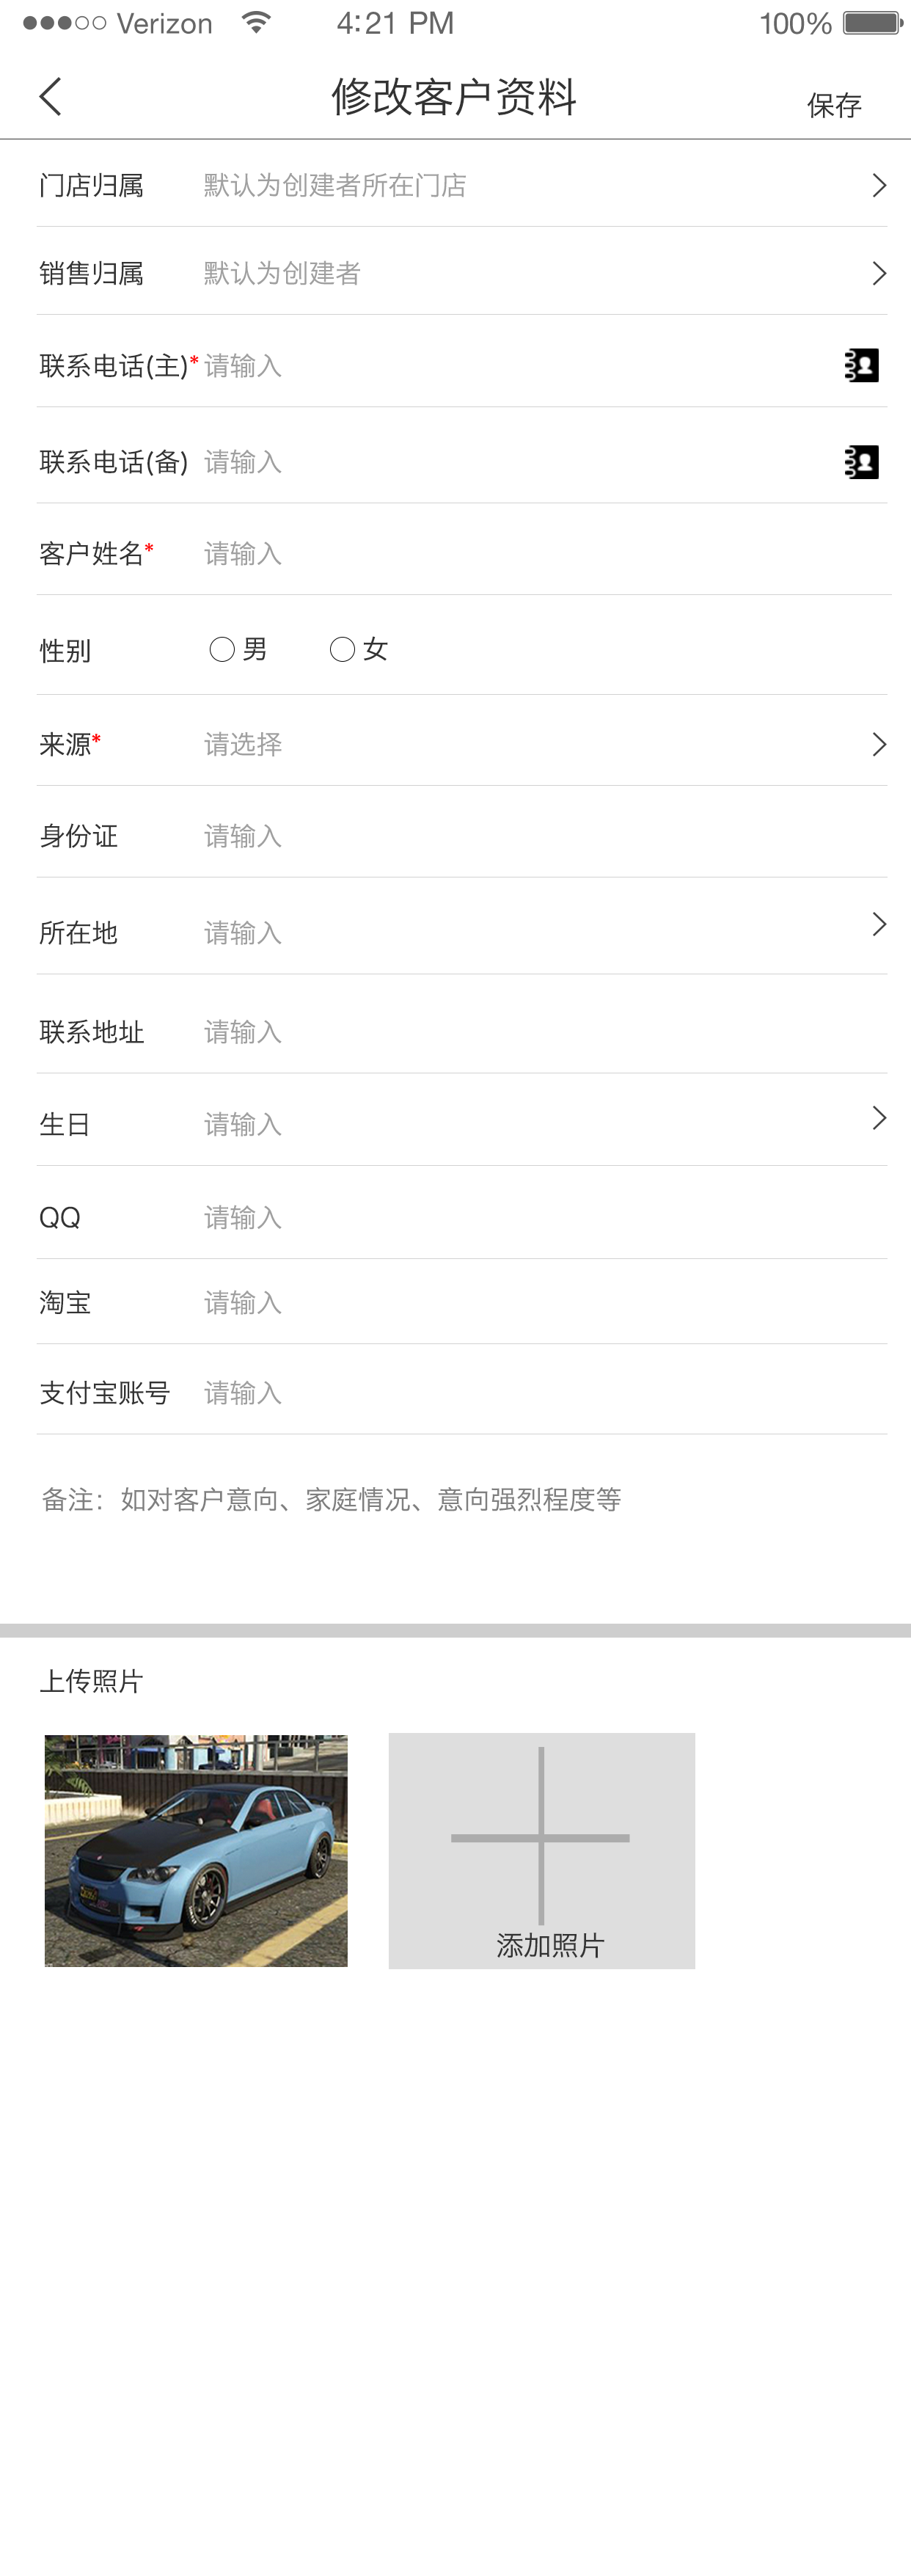 Verizon 4:21 PM 100%
修改客户资料 保存
门店归属 默认为创建者所在门店
销售归属 默认为创建者
联系电话(主)* 请输入
联系电话(备) 请输入
客户姓名* 请输入
性别 男 女
来源* 请选择
身份证 请输入
所在地 请输入
联系地址 请输入
生日 请输入
QQ 请输入
淘宝 请输入
支付宝账号 请输入
备注：如对客户意向、家庭情况、意向强烈程度等
上传照片
添加照片